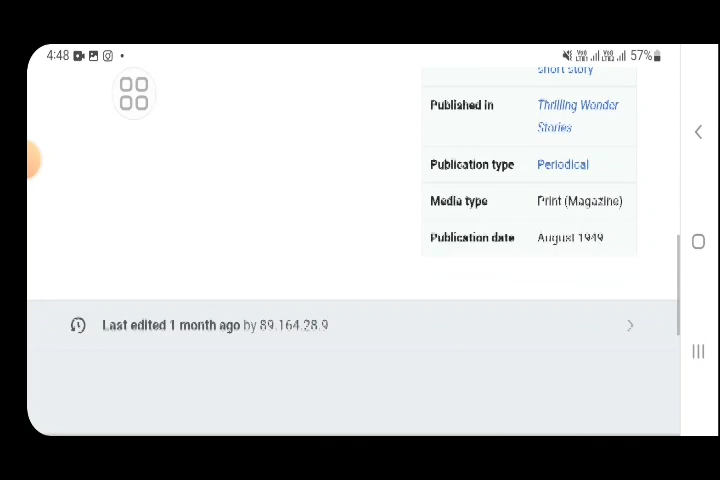 4:48
57%
short story
Published in Thrilling Wonder
Stories
Publication type Periodical
Media type Print (Magazine)
Publication date August 1949
Last edited 1 month ago by 89.164.28.9